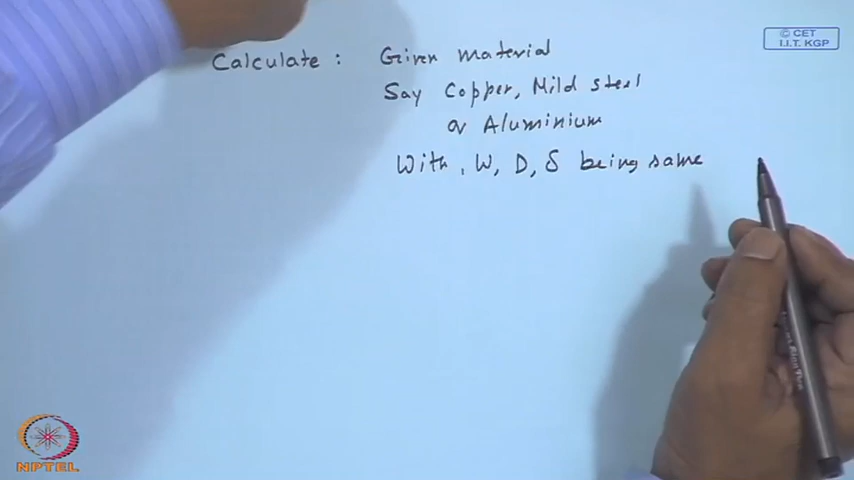 Calculate : Given material
Say Copper, Mild steel
or Aluminium
With, W, D, δ being same
© CET
I.I.T. KGP
NPTEL